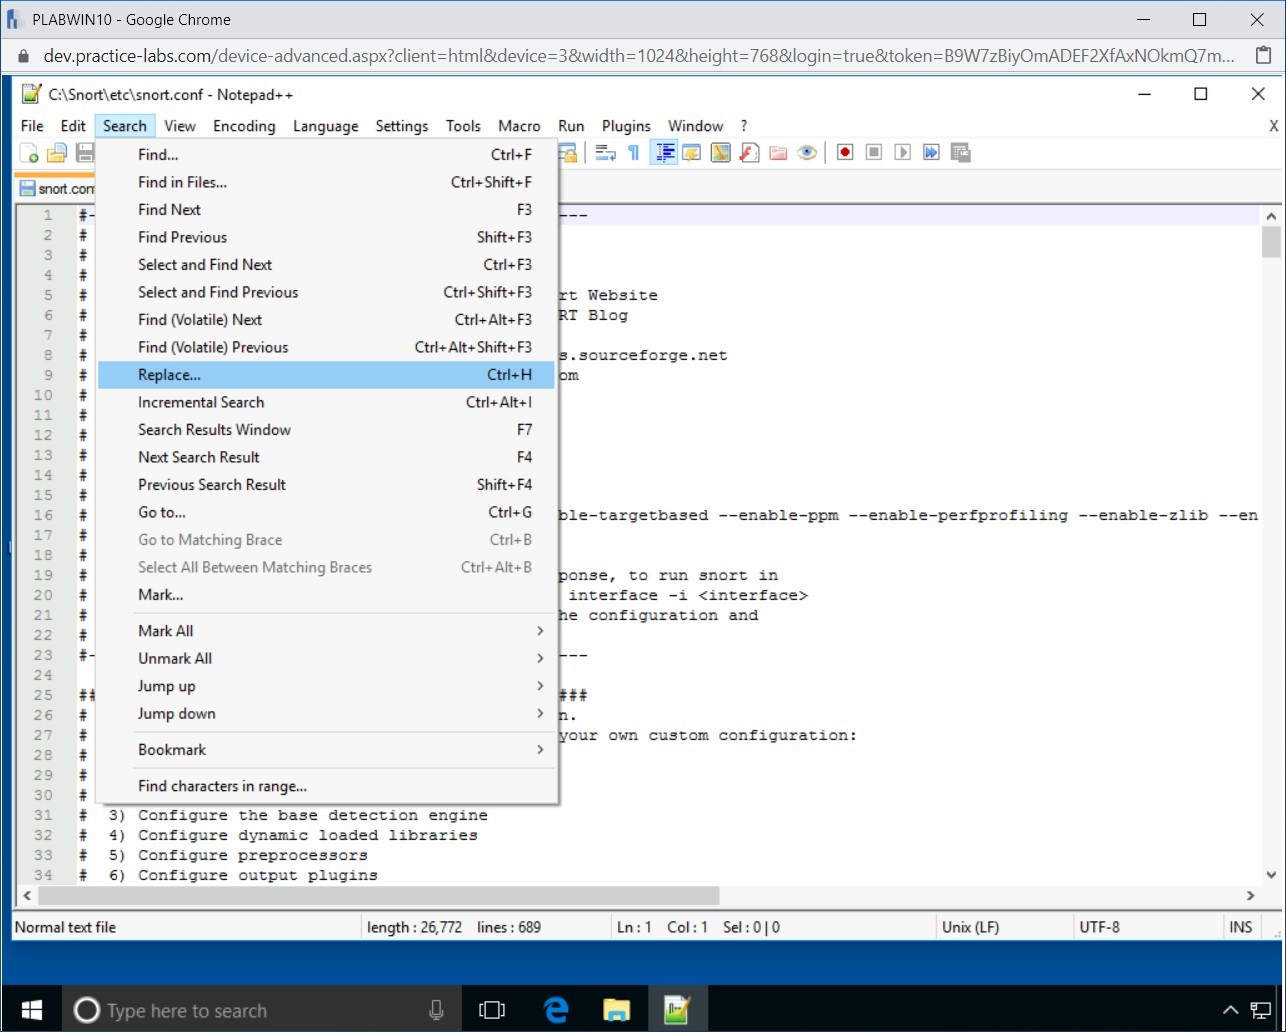 PLABWIN10 - Google Chrome
dev.practice-labs.com/device-advanced.aspx?client=html&device=3&width=1024&height=768&login=true&token=B9W7zBiyOmADEF2XfAxNOkmQ7m...
C:\Snort\etc\snort.conf - Notepad++
File Edit Search View Encoding Language Settings Tools Macro Run Plugins Window ? X
snort.con
Find... Ctrl+F
Find in Files... Ctrl+Shift+F
Find Next F3
Find Previous Shift+F3
Select and Find Next Ctrl+F3
Select and Find Previous Ctrl+Shift+F3
Find (Volatile) Next Ctrl+Alt+F3
Find (Volatile) Previous Ctrl+Alt+Shift+F3
Replace... Ctrl+H
Incremental Search Ctrl+Alt+I
Search Results Window F7
Next Search Result F4
Previous Search Result Shift+F4
Go to... Ctrl+G
Go to Matching Brace Ctrl+B
Select All Between Matching Braces Ctrl+Alt+B
Mark...
Mark All
Unmark All
Jump up
Jump down
Bookmark
Find characters in range...
1 #- ---
2 #
3 #
4 #
5 # rt Website
6 # RT Blog
7 #
8 # s.sourceforge.net
9 # om
10 #
11 #
12 #
13 #
14 #
15 #
16 # ble-targetbased --enable-ppm --enable-perfprofiling --enable-zlib --en
17 #
18 #
19 # ponse, to run snort in
20 # interface -i <interface>
21 # he configuration and
22 #
23 #- ---
24
25 ## ###
26 # n.
27 # your own custom configuration:
28 #
29 #
30 #
31 # 3) Configure the base detection engine
32 # 4) Configure dynamic loaded libraries
33 # 5) Configure preprocessors
34 # 6) Configure output plugins
Normal text file length : 26,772 lines : 689 Ln : 1 Col : 1 Sel : 0 | 0 Unix (LF) UTF-8 INS
Type here to search